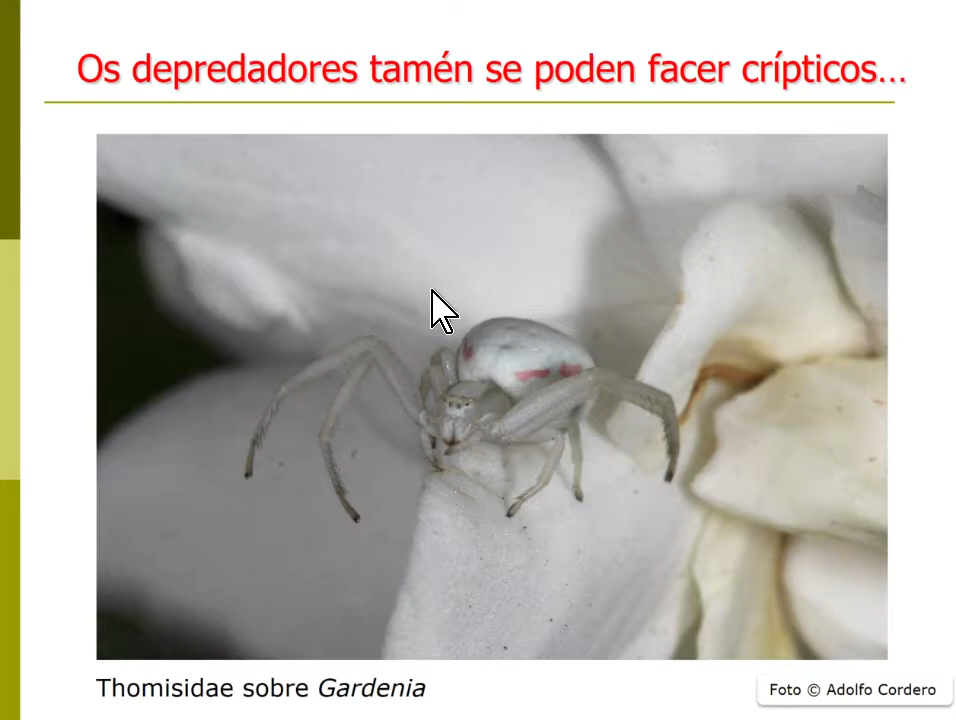 Os depredadores tamén se poden facer crípticos...
Thomisidae sobre Gardenia
Foto © Adolfo Cordero